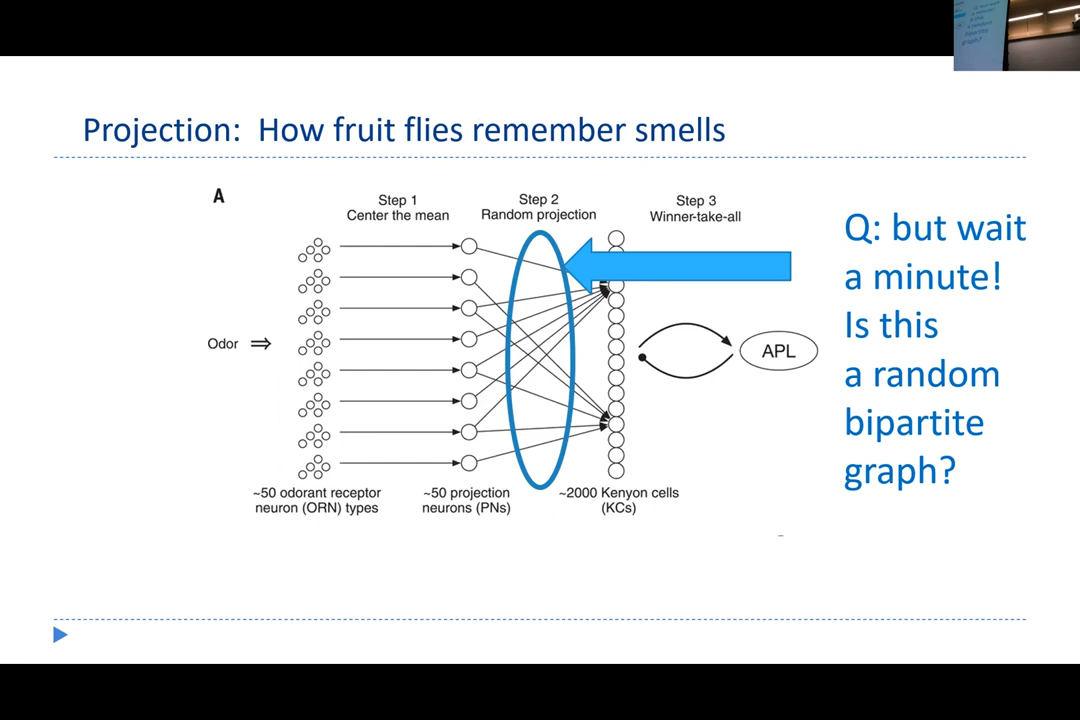 Projection: How fruit flies remember smells
A
Step 1
Center the mean
Step 2
Random projection
Step 3
Winner-take-all
Odor ⇒
APL
~50 odorant receptor
neuron (ORN) types
~50 projection
neurons (PNs)
~2000 Kenyon cells
(KCs)
Q: but wait
a minute!
Is this
a random
bipartite
graph?